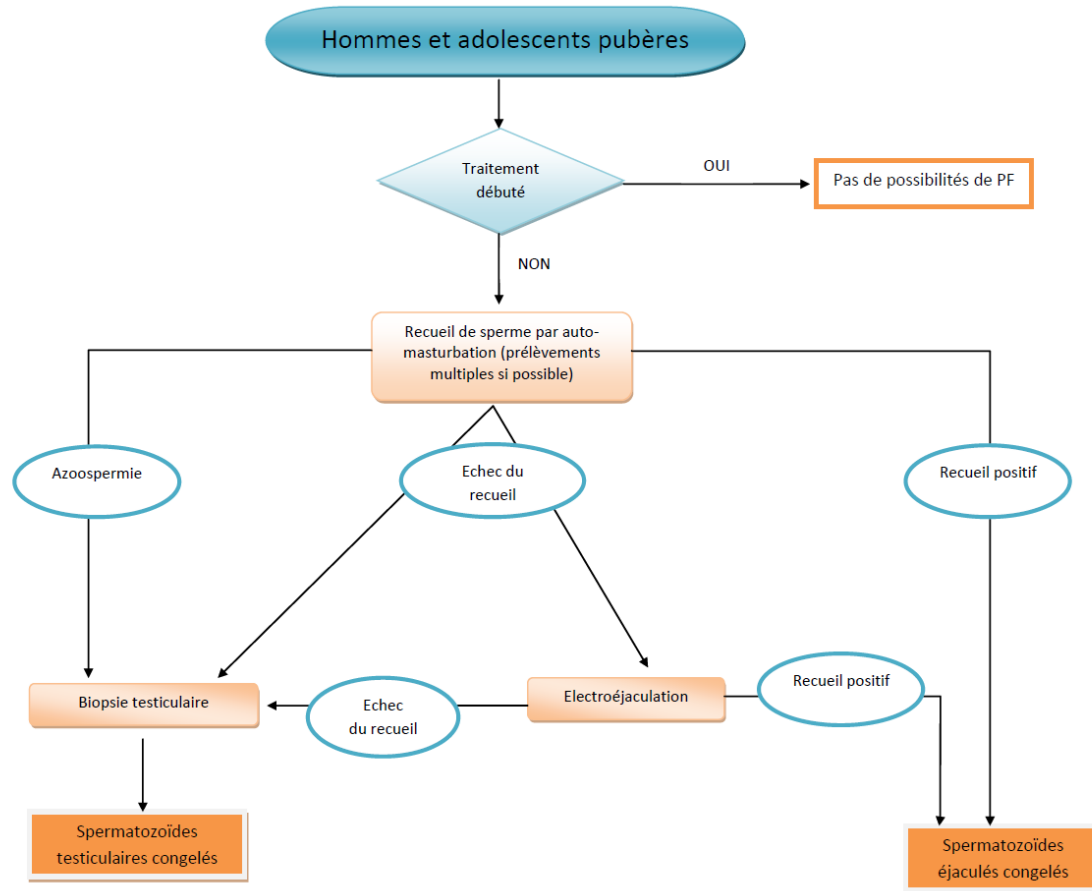 Hommes et adolescents pubères
Traitement
débuté
OUI
Pas de possibilités de PF
NON
Recueil de sperme par auto-
masturbation (prélèvements
multiples si possible)
Azoospermie
Echec du
recueil
Recueil positif
Biopsie testiculaire
Echec
du recueil
Electroéjaculation
Recueil positif
Spermatozoïdes
testiculaires congelés
Spermatozoïdes
éjaculés congelés